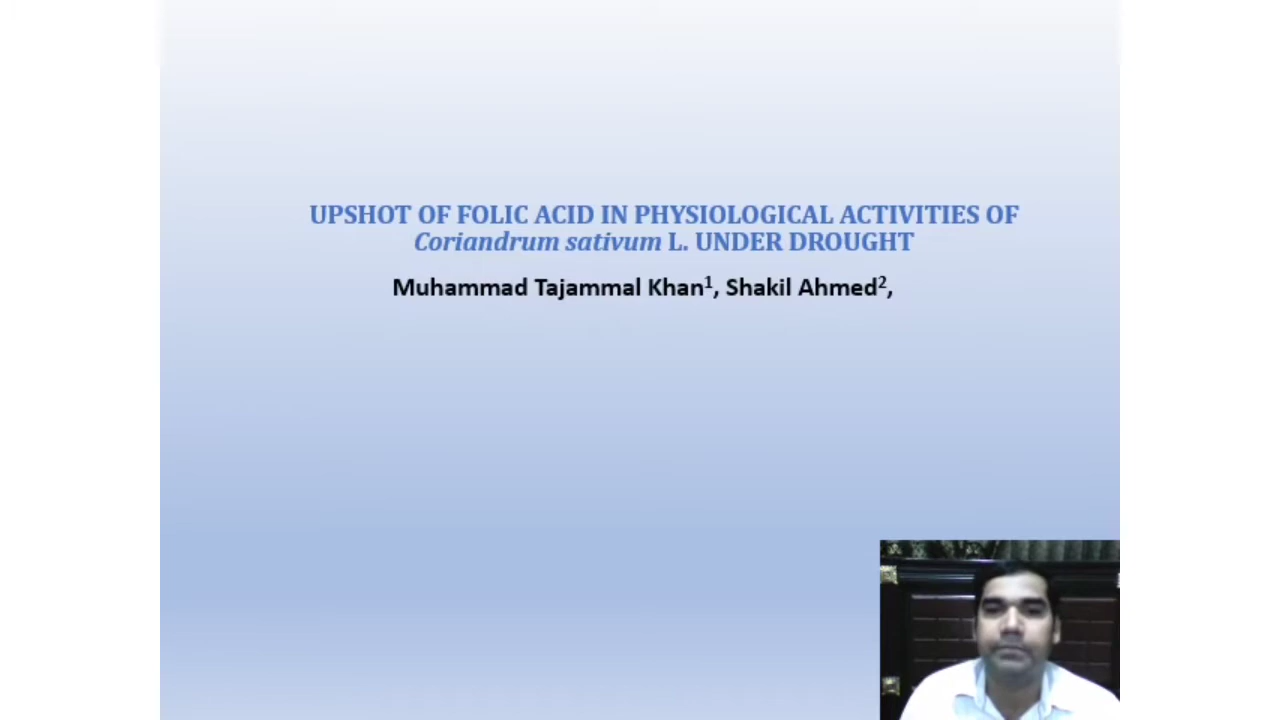 UPSHOT OF FOLIC ACID IN PHYSIOLOGICAL ACTIVITIES OF
Coriandrum sativum L. UNDER DROUGHT
Muhammad Tajammal Khan¹, Shakil Ahmed²,